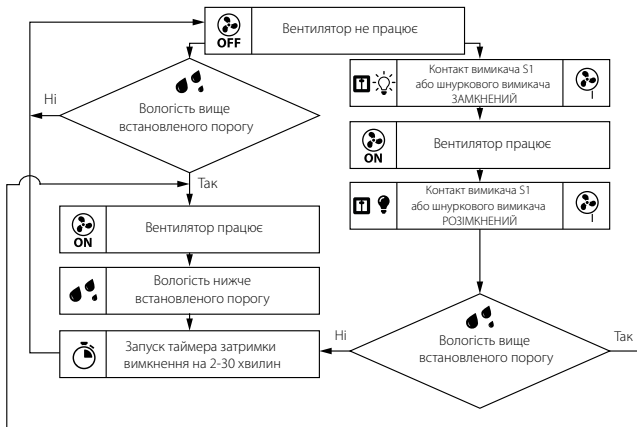 OFF
Вентилятор не працює
Ні
Вологість вище
встановленого порогу
Так
Контакт вимикача S1
або шнуркового вимикача
ЗАМКНЕНИЙ
ON
Вентилятор працює
Контакт вимикача S1
або шнуркового вимикача
РОЗІМКНЕНИЙ
ON
Вентилятор працює
Вологість нижче
встановленого порогу
Запуск таймера затримки
вимкнення на 2-30 хвилин
Ні
Вологість вище
встановленого порогу
Так